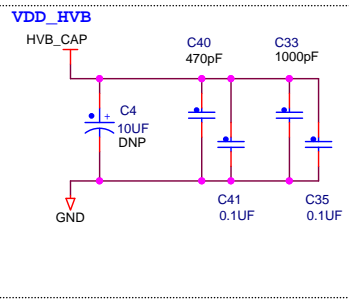 VDD_HVB
HVB_CAP
C40
470pF
C33
1000pF
+
C4
10UF
DNP
C41
0.1UF
C35
0.1UF
GND